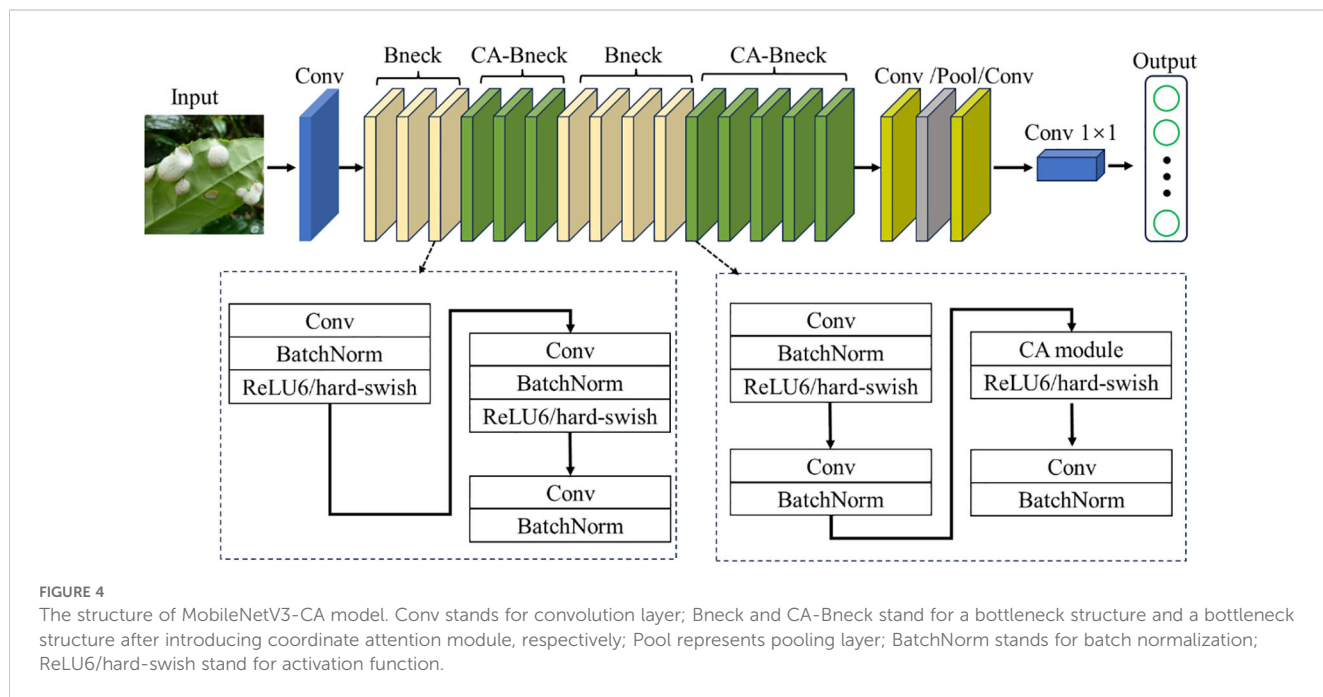 Input
Conv
Bneck
CA-Bneck
Bneck
CA-Bneck
Conv /Pool/Conv
Conv 1×1
Output
Conv
BatchNorm
ReLU6/hard-swish
Conv
BatchNorm
ReLU6/hard-swish
Conv
BatchNorm
Conv
BatchNorm
ReLU6/hard-swish
Conv
BatchNorm
CA module
ReLU6/hard-swish
Conv
BatchNorm
FIGURE 4
The structure of MobileNetV3-CA model. Conv stands for convolution layer; Bneck and CA-Bneck stand for a bottleneck structure and a bottleneck
structure after introducing coordinate attention module, respectively; Pool represents pooling layer; BatchNorm stands for batch normalization;
ReLU6/hard-swish stand for activation function.